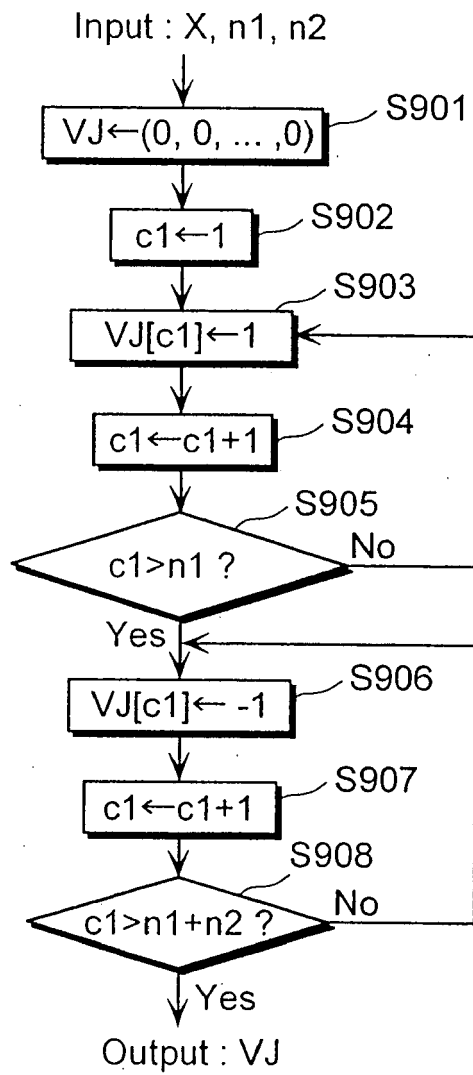 Input : X, n1, n2
S901
VJ←(0, 0, ... ,0)
S902
c1←1
S903
VJ[c1]←1
S904
c1←c1+1
S905
c1>n1 ?
No
Yes
S906
VJ[c1]← -1
S907
c1←c1+1
S908
c1>n1+n2 ?
No
Yes
Output : VJ